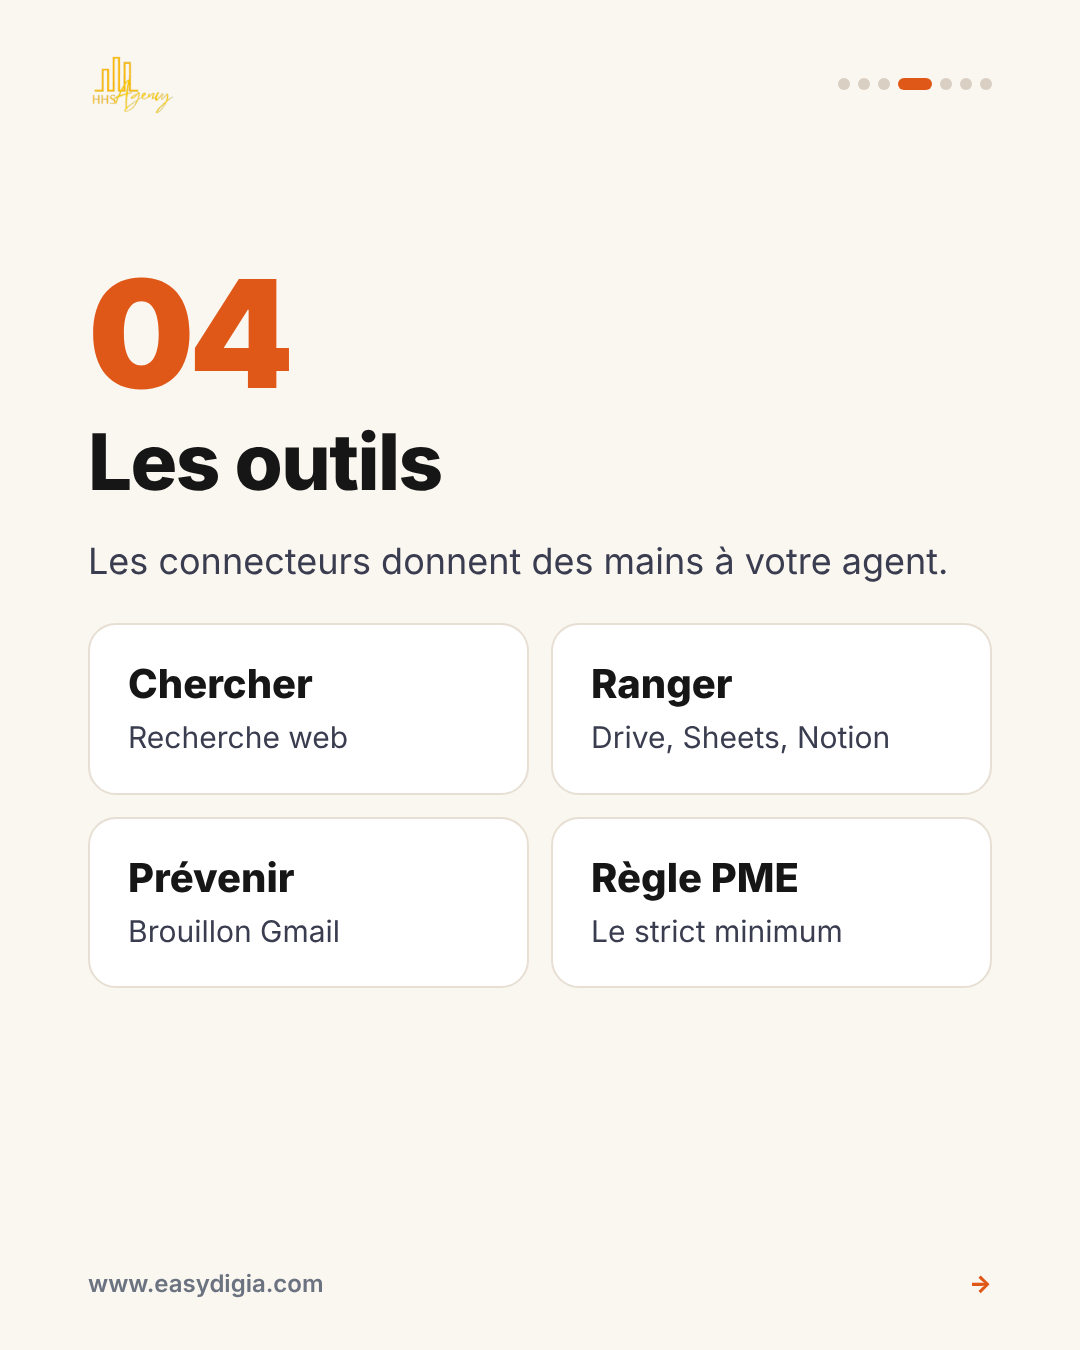 HHS Agency
04
Les outils
Les connecteurs donnent des mains à votre agent.
Chercher
Recherche web
Ranger
Drive, Sheets, Notion
Prévenir
Brouillon Gmail
Règle PME
Le strict minimum
www.easydigia.com
→